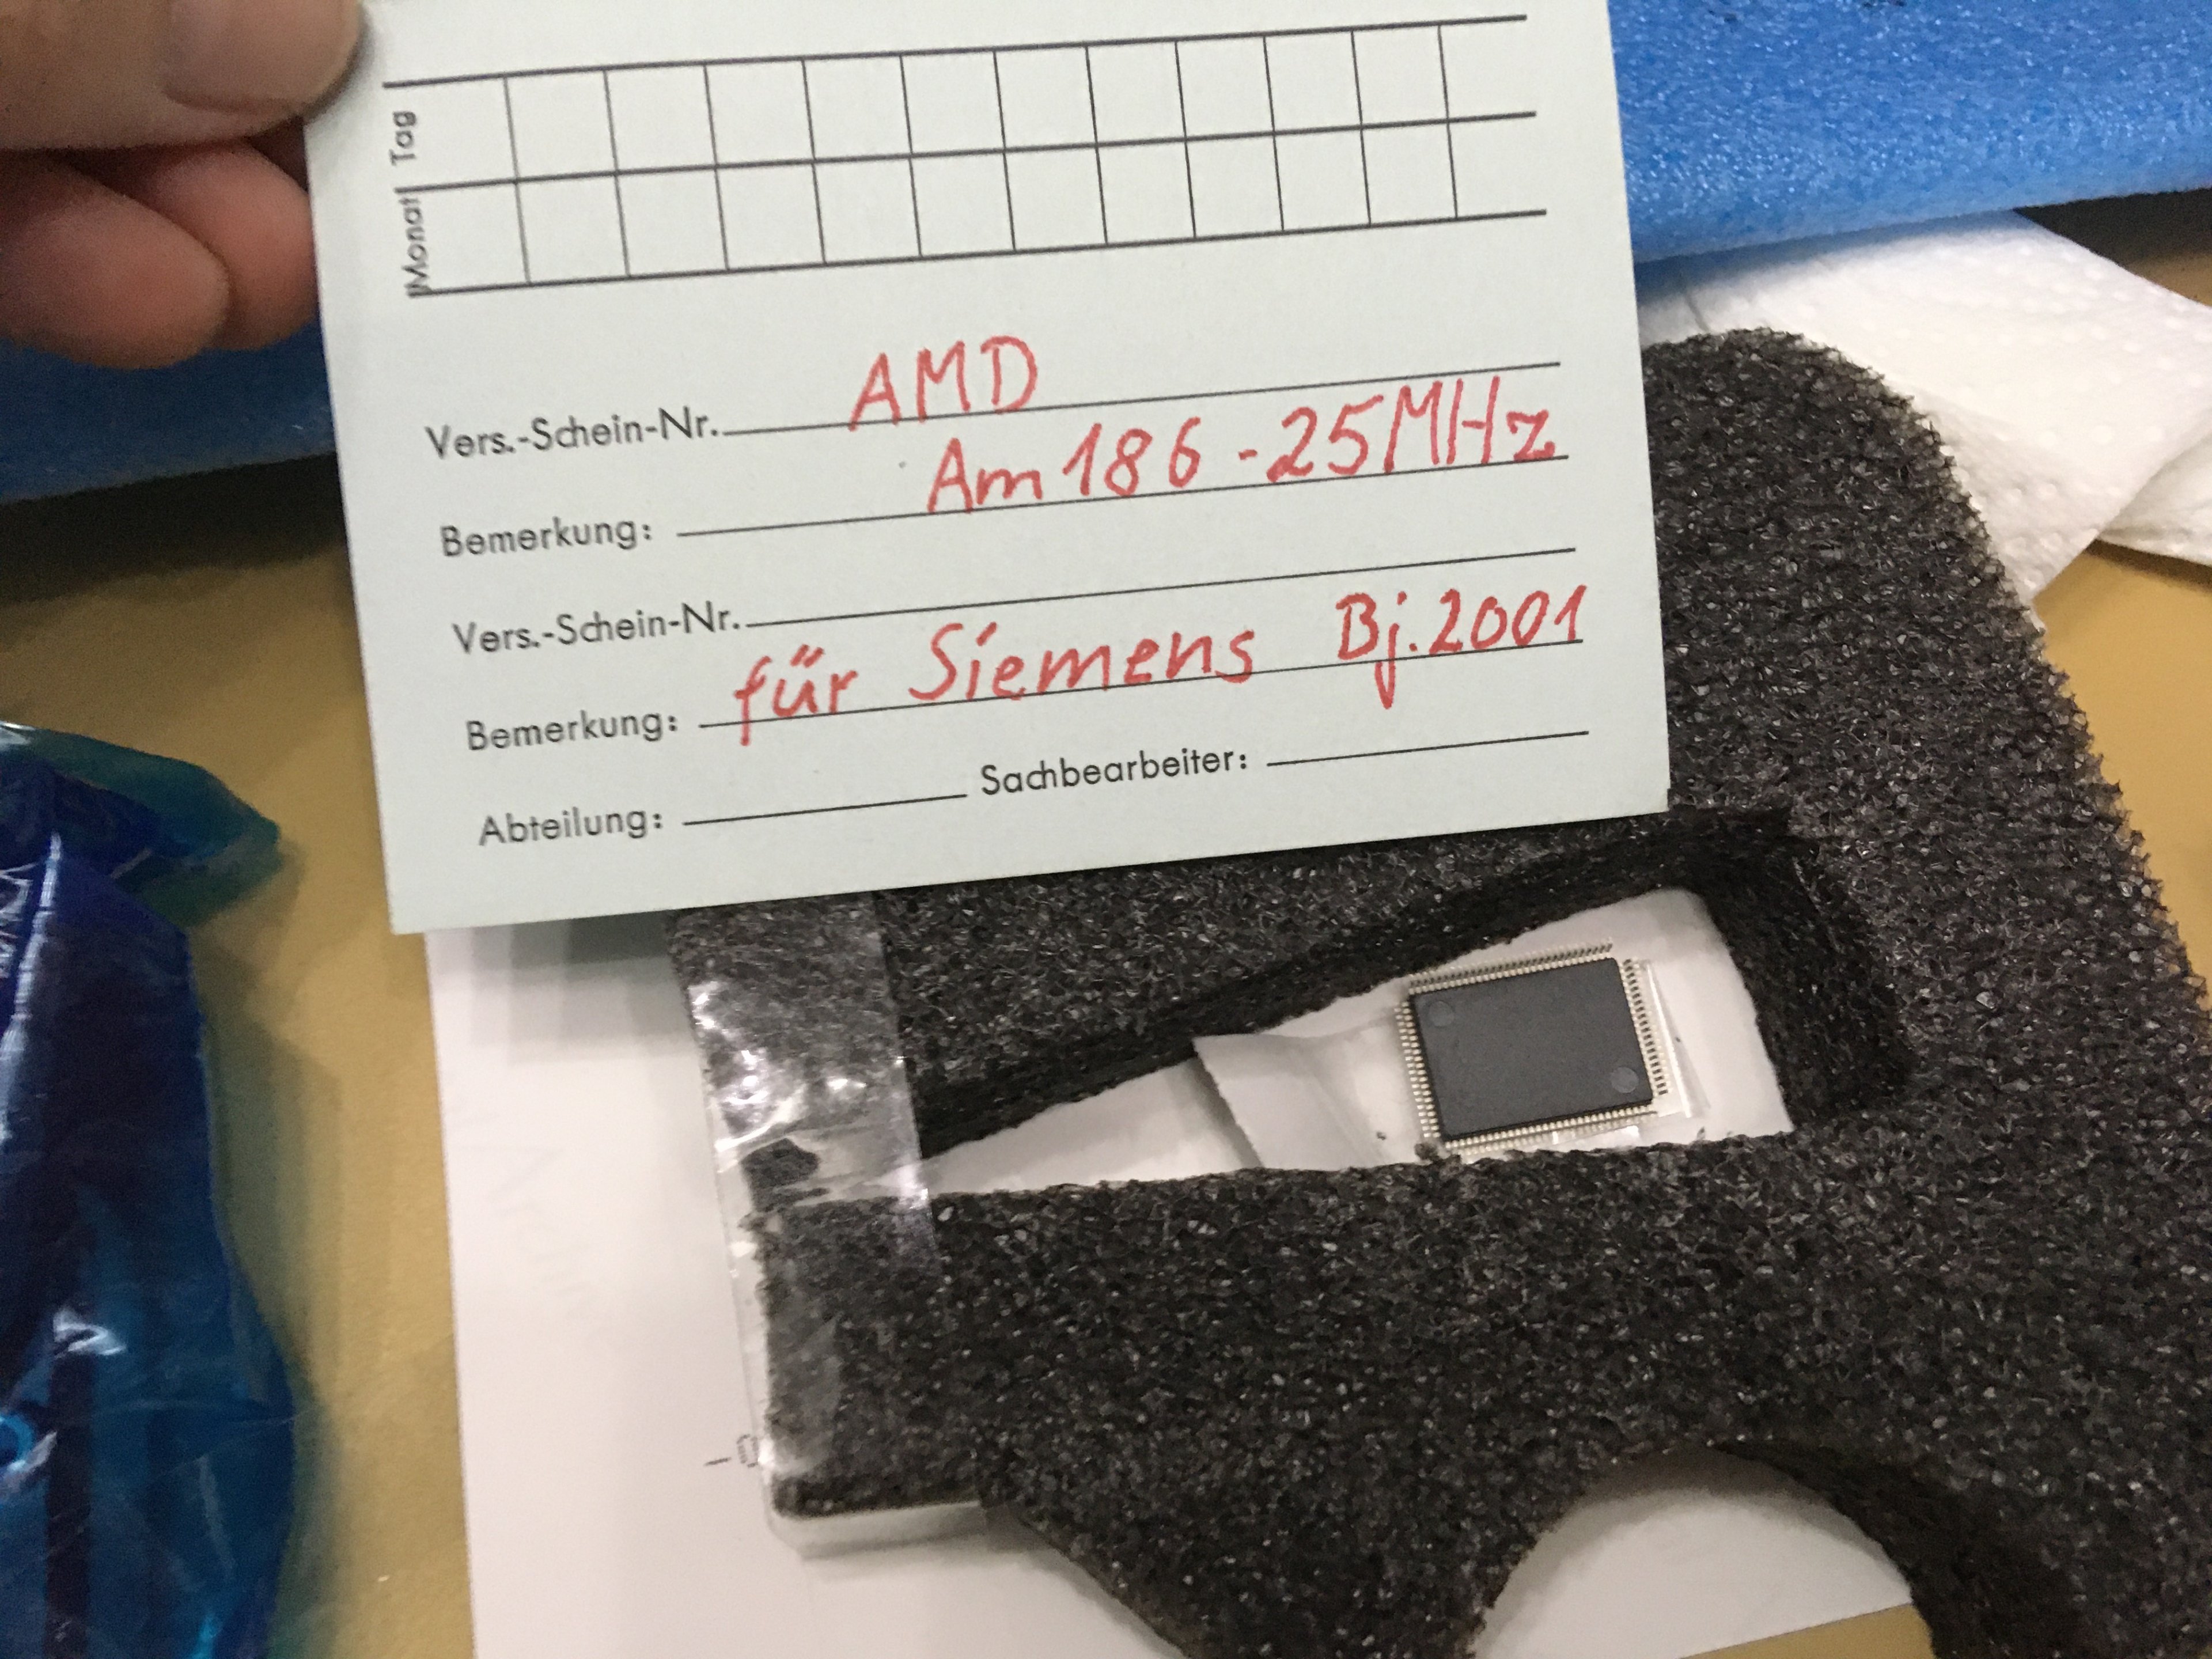 Tag
Monat
Vers.-Schein-Nr. AMD
Bemerkung: Am186-25MHz
Vers.-Schein-Nr.
Bemerkung: für Siemens Bj.2001
Abteilung: Sachbearbeiter: